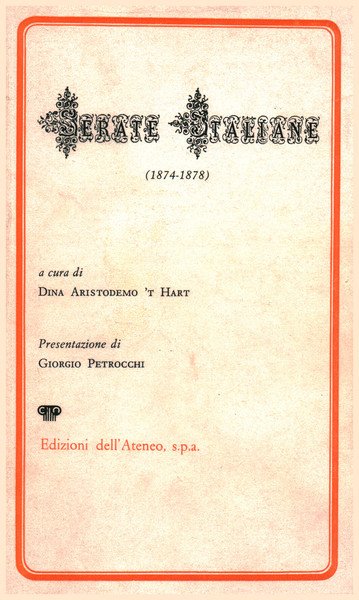 SERATE ITALIANE
(1874-1878)
a cura di
DINA ARISTODEMO 'T HART
Presentazione di
GIORGIO PETROCCHI
Edizioni dell'Ateneo, s.p.a.